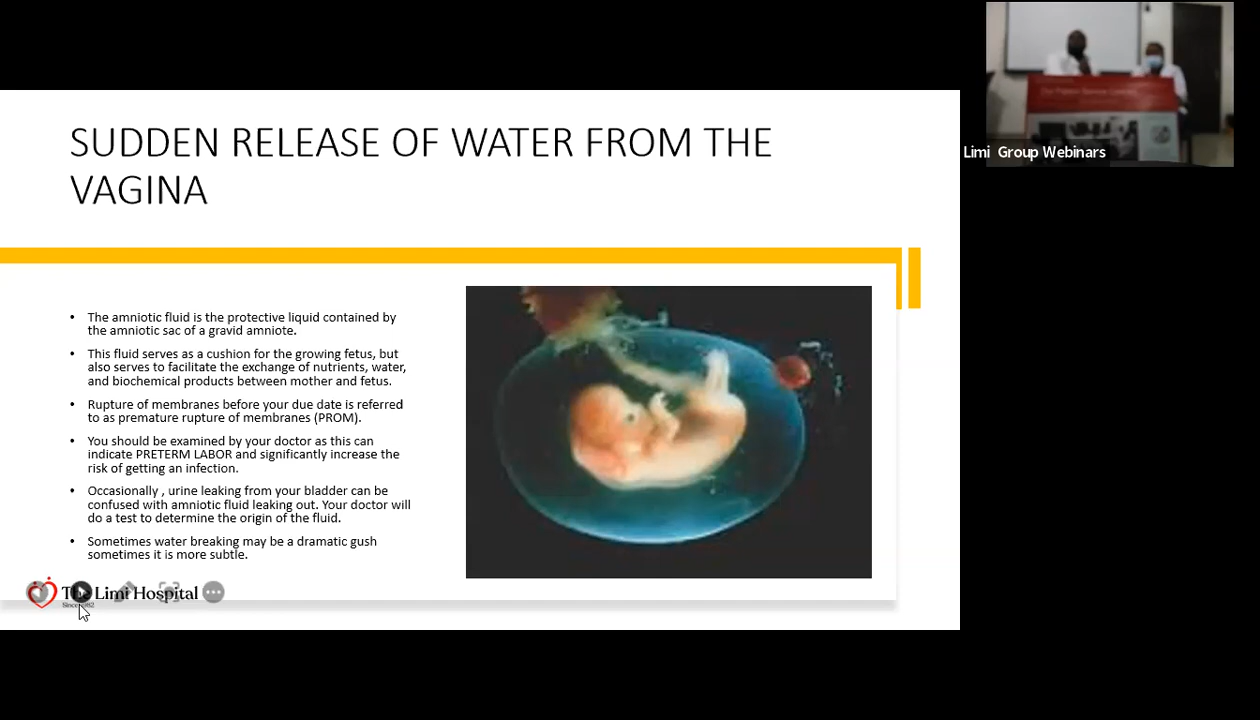 SUDDEN RELEASE OF WATER FROM THE
VAGINA
Limi Group Webinars
• The amniotic fluid is the protective liquid contained by
the amniotic sac of a gravid amniote.
• This fluid serves as a cushion for the growing fetus, but
also serves to facilitate the exchange of nutrients, water,
and biochemical products between mother and fetus.
• Rupture of membranes before your due date is referred
to as premature rupture of membranes (PROM).
• You should be examined by your doctor as this can
indicate PRETERM LABOR and significantly increase the
risk of getting an infection.
• Occasionally , urine leaking from your bladder can be
confused with amniotic fluid leaking out. Your doctor will
do a test to determine the origin of the fluid.
• Sometimes water breaking may be a dramatic gush
sometimes it is more subtle.
The Limi Hospital